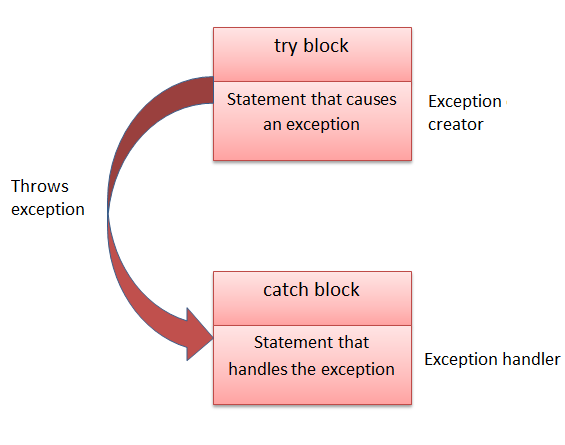 try block
Statement that causes
an exception
Exception
creator
Throws
exception
catch block
Statement that
handles the exception
Exception handler